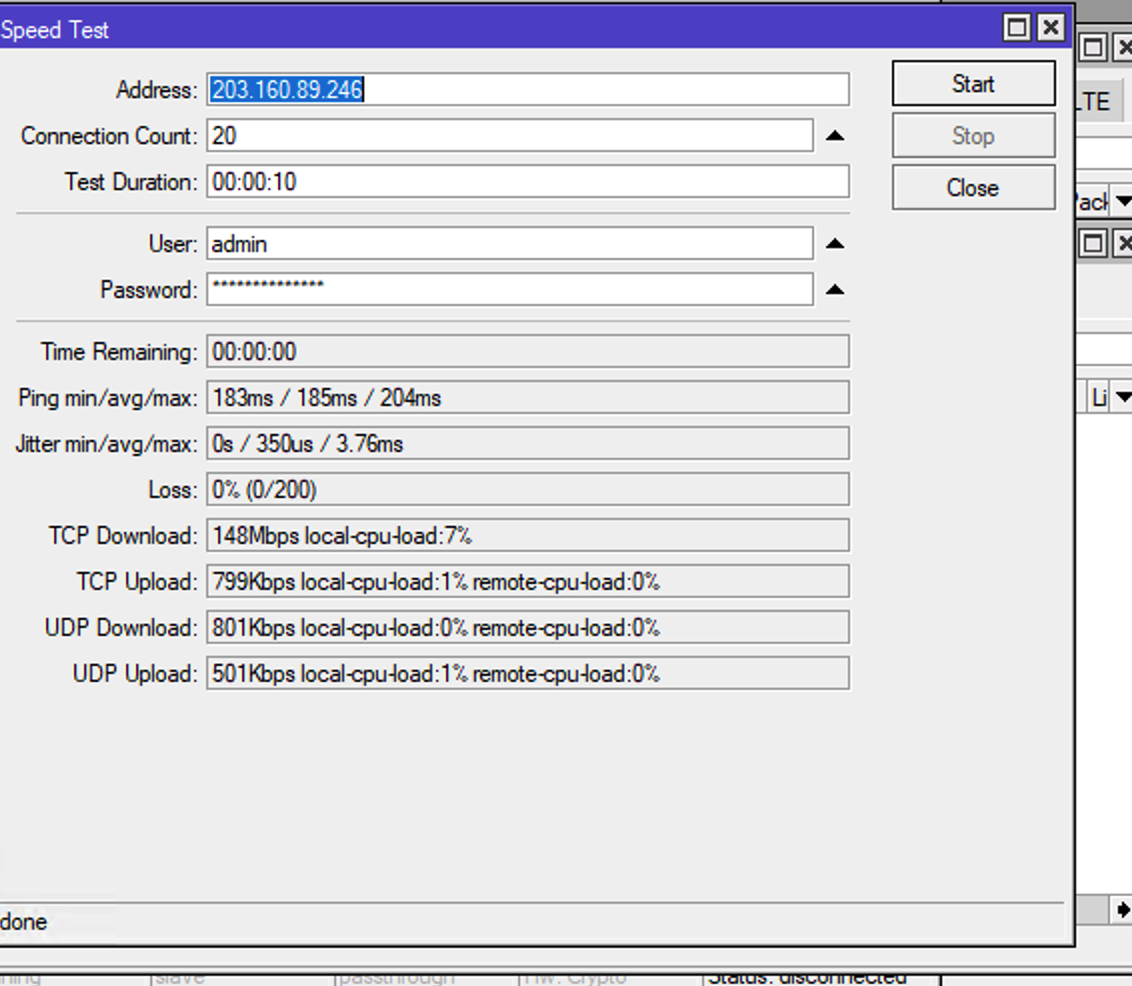 Speed Test
Address: 203.160.89.246
Start
LTE
Connection Count: 20
Stop
Test Duration: 00:00:10
Close
User: admin
Password: **************
Time Remaining: 00:00:00
Ping min/avg/max: 183ms / 185ms / 204ms
Li
Jitter min/avg/max: 0s / 350us / 3.76ms
Loss: 0% (0/200)
TCP Download: 148Mbps local-cpu-load:7%
TCP Upload: 799Kbps local-cpu-load:1% remote-cpu-load:0%
UDP Download: 801Kbps local-cpu-load:0% remote-cpu-load:0%
UDP Upload: 501Kbps local-cpu-load:1% remote-cpu-load:0%
done
slave passthrough Hw. Crypto Status: disconnected